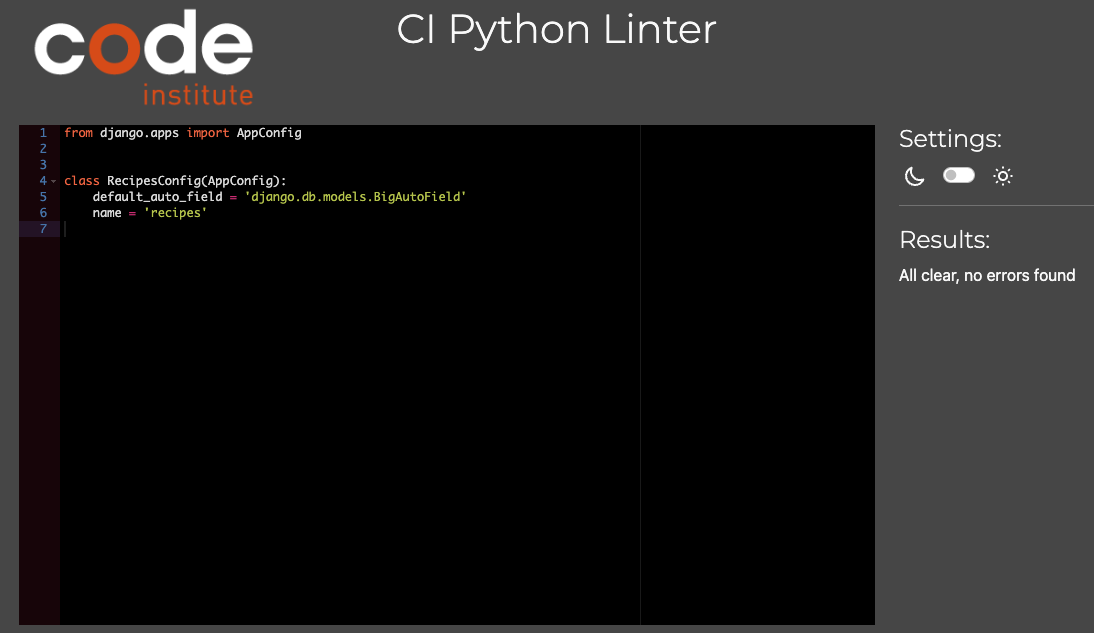 code
institute
CI Python Linter
1 from django.apps import AppConfig
2
3
4 class RecipesConfig(AppConfig):
5     default_auto_field = 'django.db.models.BigAutoField'
6     name = 'recipes'
7
Settings:
Results:
All clear, no errors found